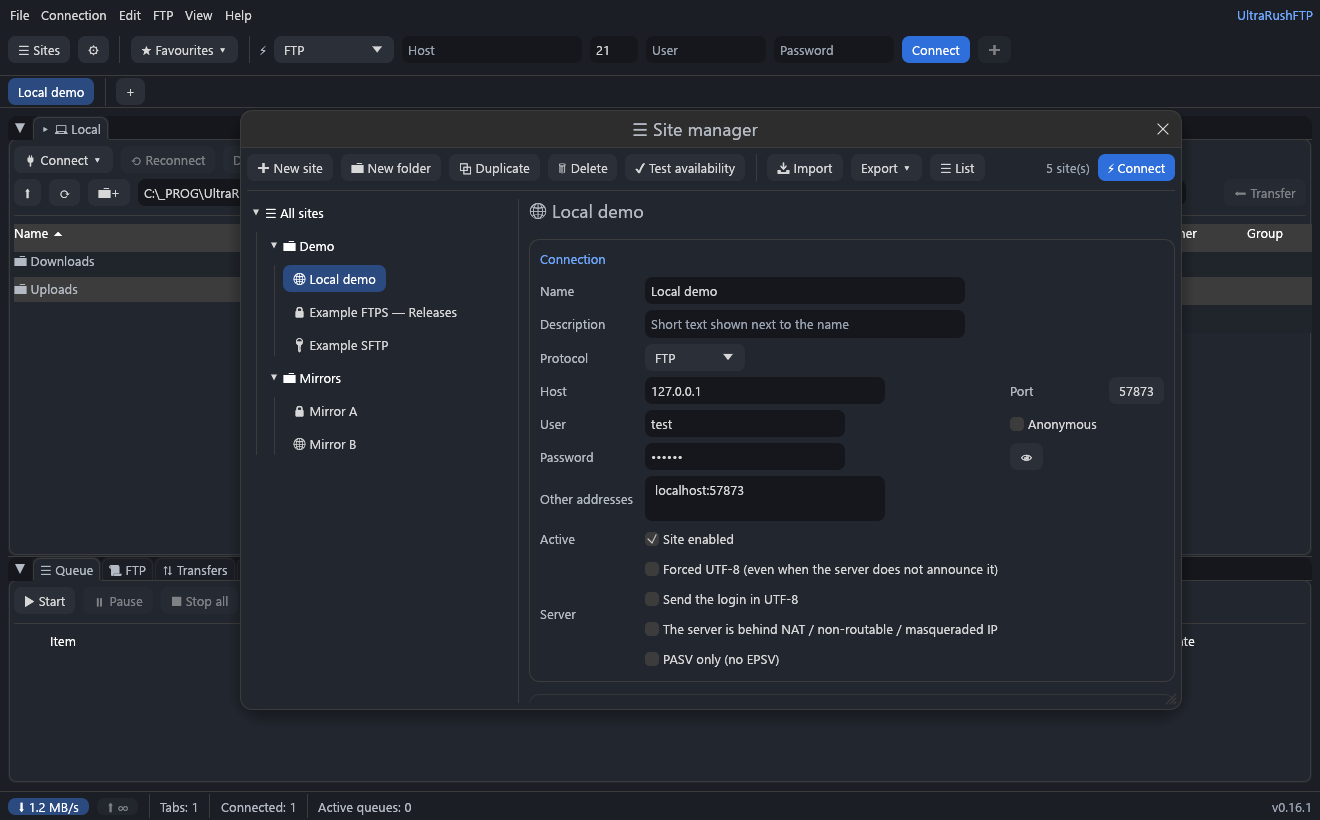 File Connection Edit FTP View Help UltraRushFTP
Sites Favourites FTP Host 21 User Password Connect +
Local demo +
Local
Site manager
Connect Reconnect
New site New folder Duplicate Delete Test availability Import Export List 5 site(s) Connect
C:\_PROG\UltraR Transfer
All sites
Local demo
Name Group
Demo
Connection
Downloads
Local demo
Name Local demo
Uploads
Example FTPS — Releases
Description Short text shown next to the name
Example SFTP
Protocol FTP
Mirrors
Host 127.0.0.1 Port 57873
Mirror A
User test Anonymous
Mirror B
Password ••••••
Other addresses localhost:57873
Active Site enabled
Queue FTP Transfers
Forced UTF-8 (even when the server does not announce it)
Start Pause Stop all
Send the login in UTF-8
Server
The server is behind NAT / non-routable / masqueraded IP
Item
PASV only (no EPSV)
1.2 MB/s ∞ Tabs: 1 Connected: 1 Active queues: 0 v0.16.1